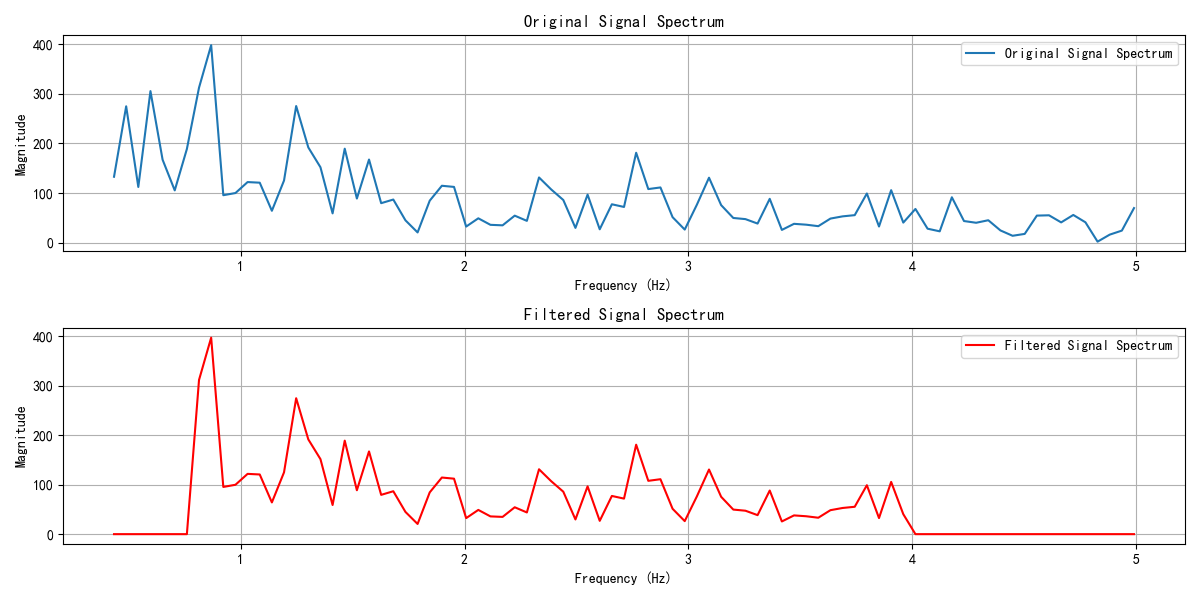 Original Signal Spectrum
Original Signal Spectrum
Magnitude
400
300
200
100
0
1 2 3 4 5
Frequency (Hz)
Filtered Signal Spectrum
Filtered Signal Spectrum
Magnitude
400
300
200
100
0
1 2 3 4 5
Frequency (Hz)